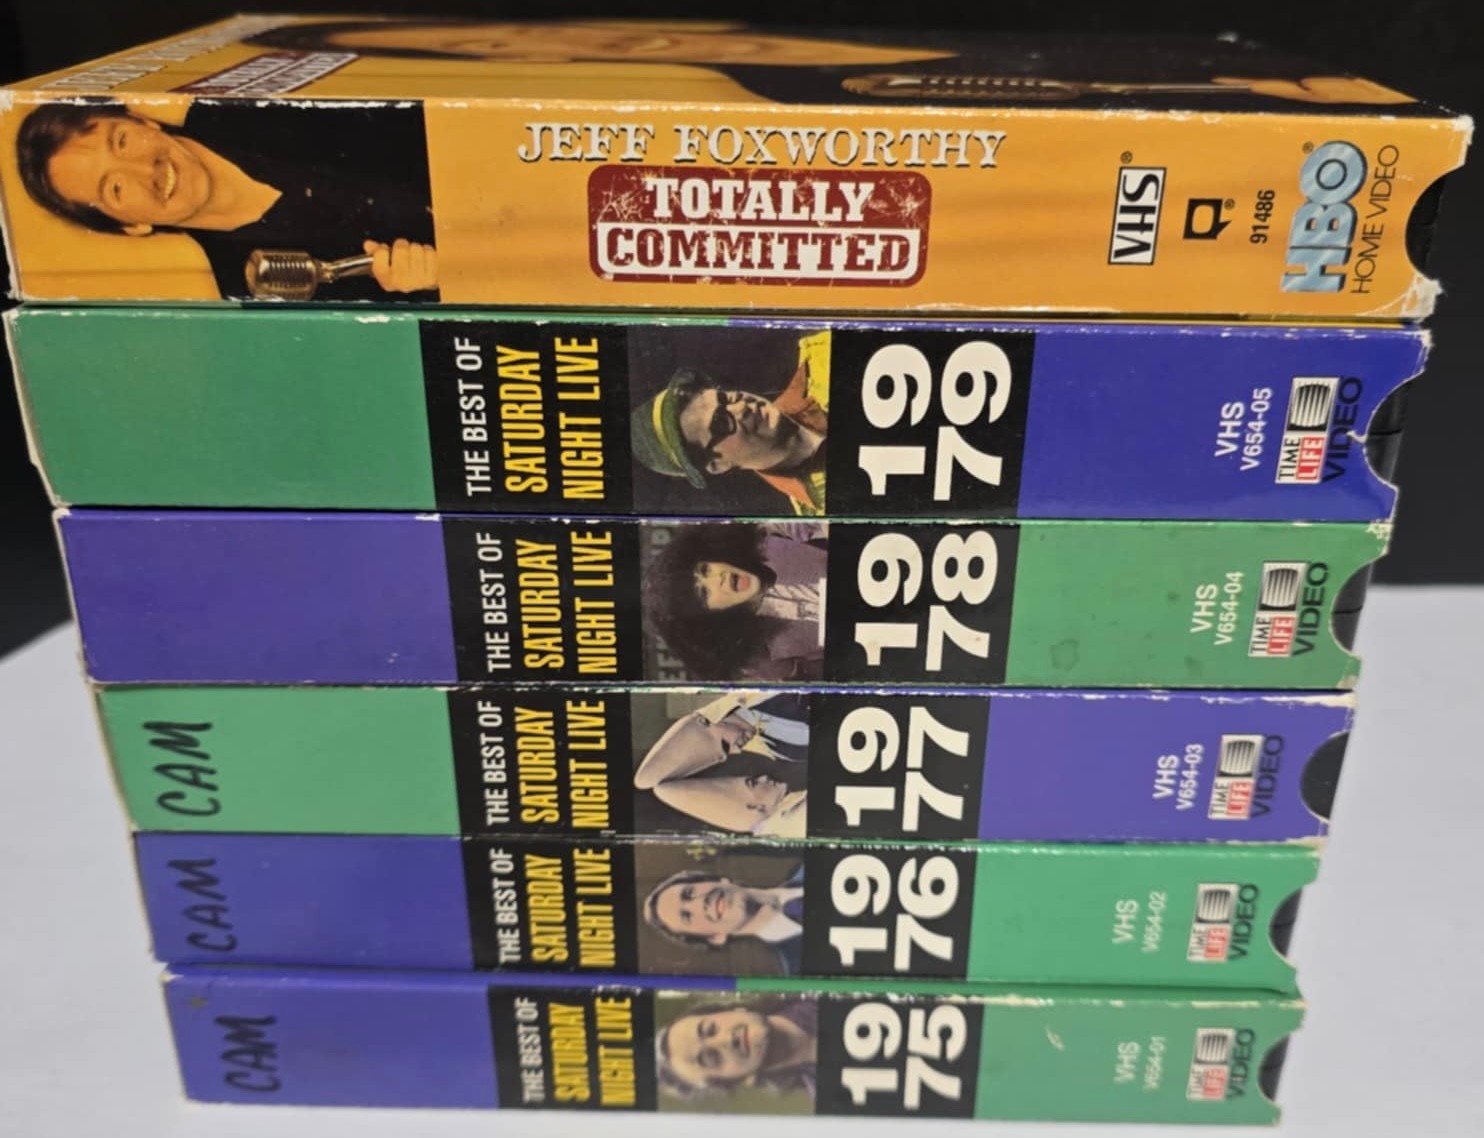 JEFF FOXWORTHY
TOTALLY
COMMITTED
VHS®
®
91486
HBO®
HOME VIDEO
THE BEST OF
SATURDAY
NIGHT LIVE
19
79
VHS
V654-05
TIME
LIFE
VIDEO
THE BEST OF
SATURDAY
NIGHT LIVE
19
78
VHS
V654-04
TIME
LIFE
VIDEO
CAM
THE BEST OF
SATURDAY
NIGHT LIVE
19
77
VHS
V654-03
TIME
LIFE
VIDEO
CAM
THE BEST OF
SATURDAY
NIGHT LIVE
19
76
VHS
V654-02
TIME
LIFE
VIDEO
CAM
THE BEST OF
SATURDAY
NIGHT LIVE
19
75
VHS
V654-01
TIME
LIFE
VIDEO